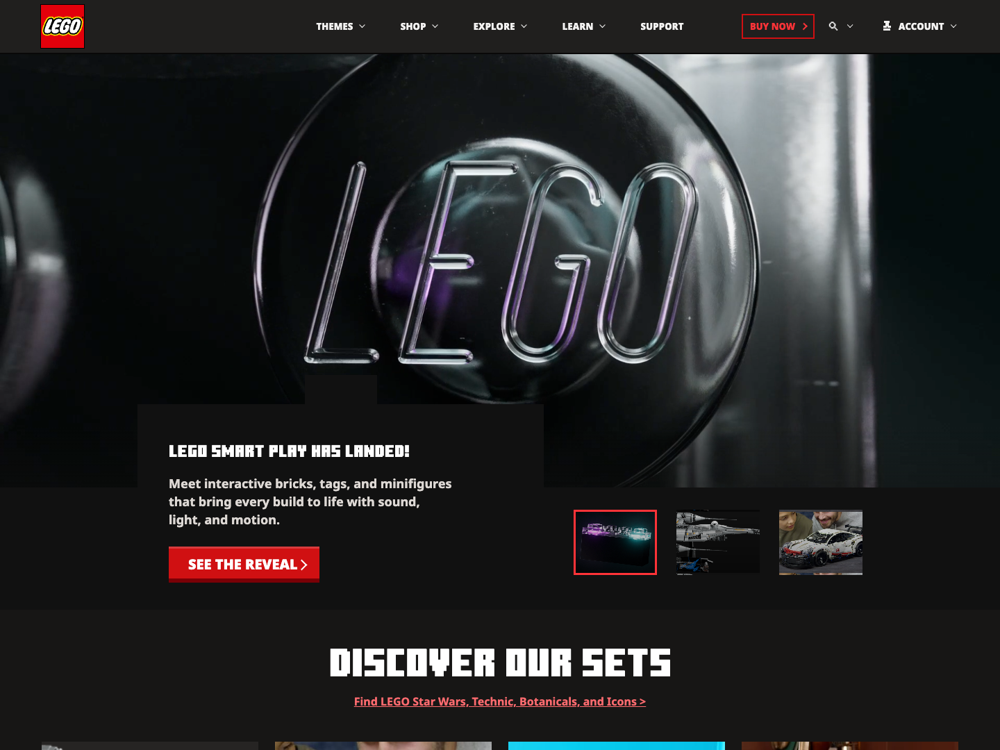 LEGO
THEMES
SHOP
EXPLORE
LEARN
SUPPORT
BUY NOW
ACCOUNT
LEGO
LEGO SMART PLAY HAS LANDED!
Meet interactive bricks, tags, and minifigures
that bring every build to life with sound,
light, and motion.
SEE THE REVEAL
DISCOVER OUR SETS
Find LEGO Star Wars, Technic, Botanicals, and Icons >